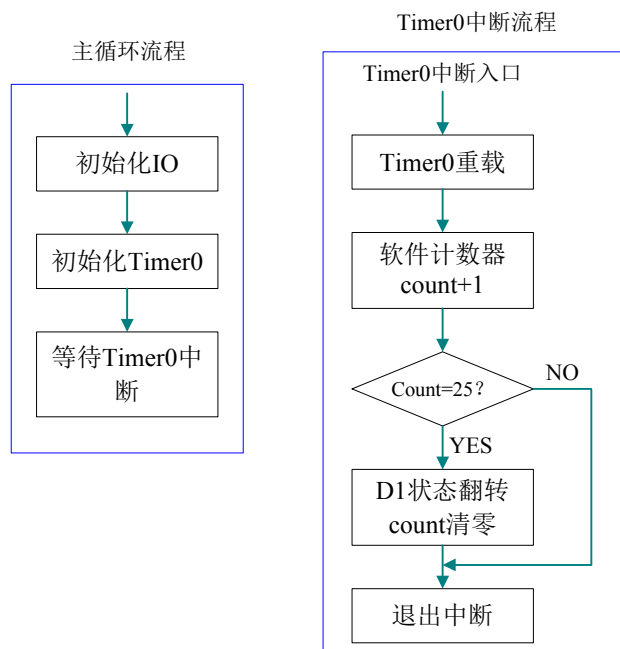 主循环流程
初始化IO
初始化Timer0
等待Timer0中
断
Timer0中断流程
Timer0中断入口
Timer0重载
软件计数器
count+1
Count=25?
NO
YES
D1状态翻转
count清零
退出中断